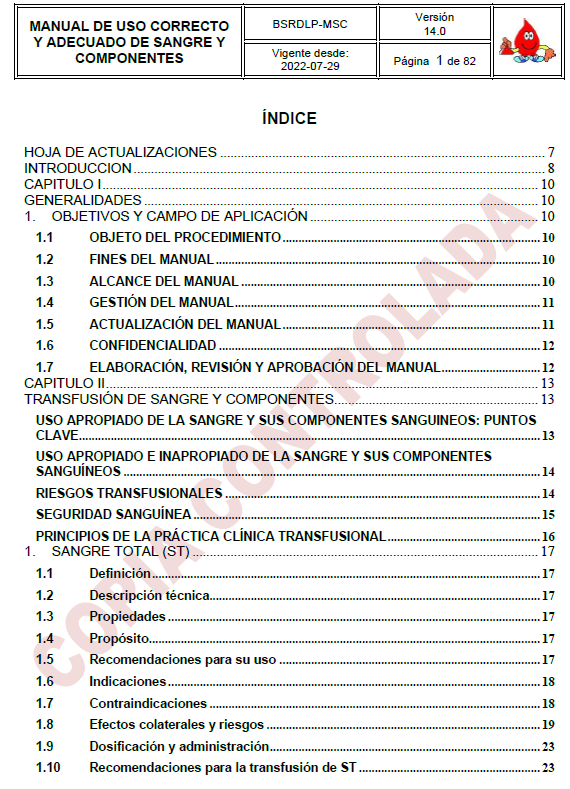 MANUAL DE USO CORRECTO
Y ADECUADO DE SANGRE Y
COMPONENTES
BSRDLP-MSC
Vigente desde:
2022-07-29
Versión
14.0
Página 1 de 82
ÍNDICE
HOJA DE ACTUALIZACIONES 7
INTRODUCCION 8
CAPITULO I 10
GENERALIDADES 10
1. OBJETIVOS Y CAMPO DE APLICACIÓN 10
1.1 OBJETO DEL PROCEDIMIENTO 10
1.2 FINES DEL MANUAL 10
1.3 ALCANCE DEL MANUAL 10
1.4 GESTIÓN DEL MANUAL 11
1.5 ACTUALIZACIÓN DEL MANUAL 11
1.6 CONFIDENCIALIDAD 12
1.7 ELABORACIÓN, REVISIÓN Y APROBACIÓN DEL MANUAL 12
CAPITULO II 13
TRANSFUSIÓN DE SANGRE Y COMPONENTES 13
USO APROPIADO DE LA SANGRE Y SUS COMPONENTES SANGUINEOS: PUNTOS
CLAVE 13
USO APROPIADO E INAPROPIADO DE LA SANGRE Y SUS COMPONENTES
SANGUÍNEOS 14
RIESGOS TRANSFUSIONALES 14
SEGURIDAD SANGUÍNEA 15
PRINCIPIOS DE LA PRÁCTICA CLÍNICA TRANSFUSIONAL 16
1. SANGRE TOTAL (ST) 17
1.1 Definición 17
1.2 Descripción técnica 17
1.3 Propiedades 17
1.4 Propósito 17
1.5 Recomendaciones para su uso 17
1.6 Indicaciones 18
1.7 Contraindicaciones 18
1.8 Efectos colaterales y riesgos 19
1.9 Dosificación y administración 23
1.10 Recomendaciones para la transfusión de ST 23
COPIA CONTROLADA